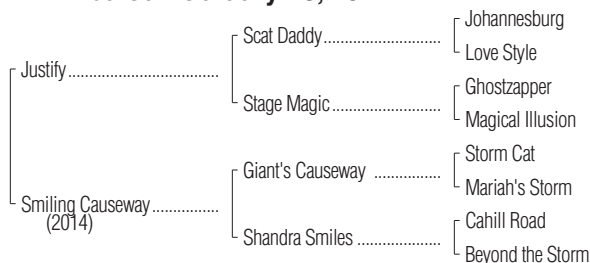 Johannesburg
Scat Daddy
Love Style
Justify
Ghostzapper
Stage Magic
Magical Illusion
Storm Cat
Giant's Causeway
Mariah's Storm
Smiling Causeway
(2014)
Cahill Road
Shandra Smiles
Beyond the Storm